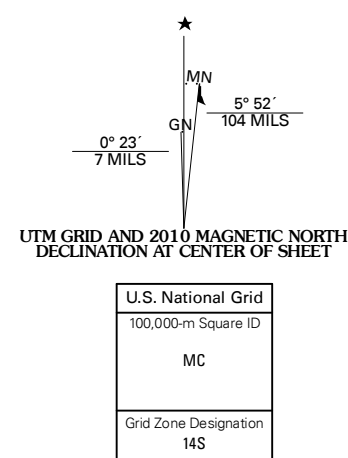 MN
5° 52´
104 MILS
GN
0° 23´
7 MILS
UTM GRID AND 2010 MAGNETIC NORTH
DECLINATION AT CENTER OF SHEET
U.S. National Grid
100,000-m Square ID
MC
Grid Zone Designation
14S